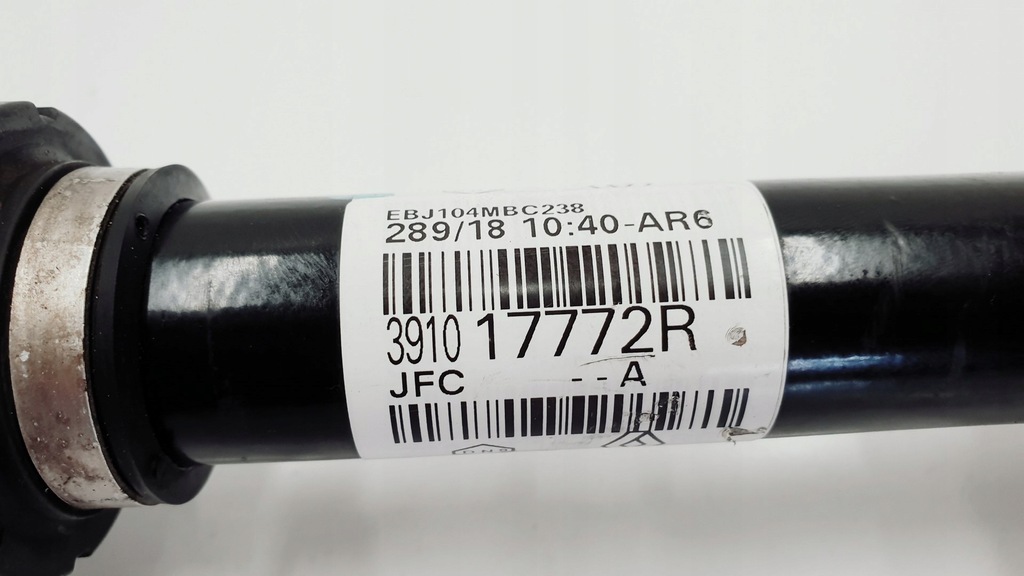 EBJ104MBC238
289/18 10:40-AR6
3910 17772R
JFC -- A